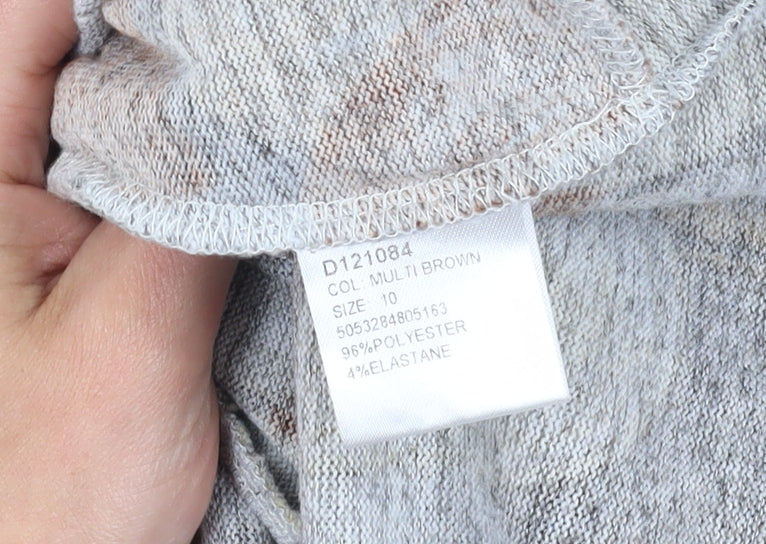 D121084
COL: MULTI BROWN
SIZE: 10
5053284805163
96%POLYESTER
4%ELASTANE